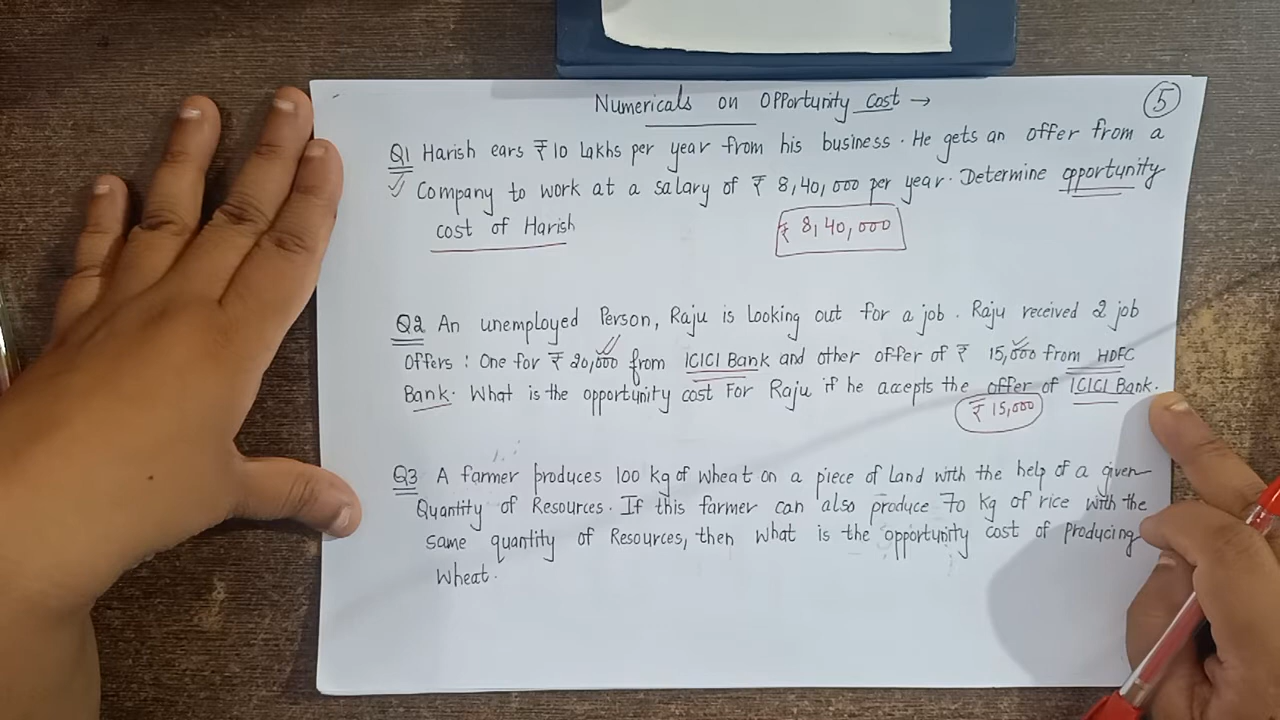 Numericals on Opportunity Cost →
5
Q1 Harish ears ₹ 10 Lakhs per year from his business. He gets an offer from a
Company to work at a salary of ₹ 8,40,000 per year. Determine opportunity
cost of Harish
₹ 8,40,000
Q2 An unemployed Person, Raju is looking out for a job. Raju received 2 job
Offers : One for ₹ 20,000 from ICICI Bank and other offer of ₹ 15,000 from HDFC
Bank. What is the opportunity cost For Raju if he accepts the offer of ICICI Bank.
₹ 15,000
Q3 A farmer produces 100 kg of wheat on a piece of Land with the help of a given
Quantity of Resources. If this farmer can also produce 70 kg of rice with the
same quantity of Resources, then What is the opportunity cost of Producing
Wheat.